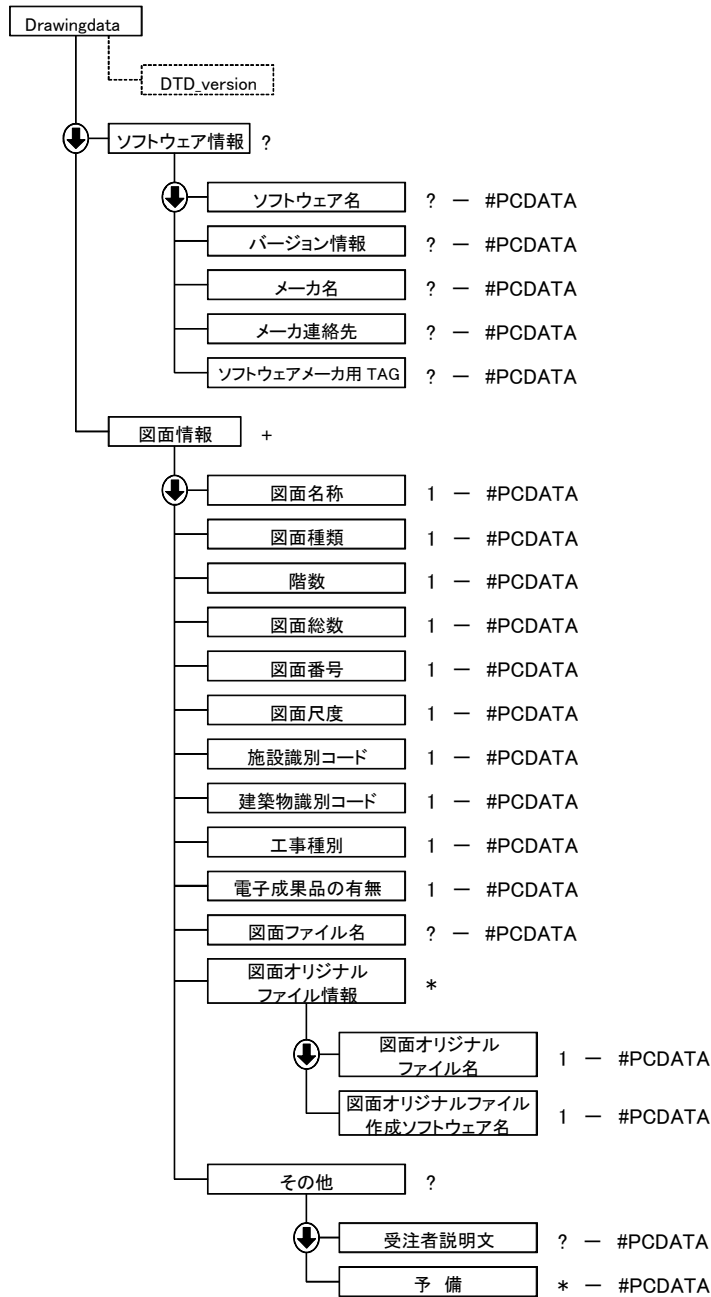 Drawingdata
DTD_version
ソフトウェア情報 ?
ソフトウェア名 ? － #PCDATA
バージョン情報 ? － #PCDATA
メーカ名 ? － #PCDATA
メーカ連絡先 ? － #PCDATA
ソフトウェアメーカ用 TAG ? － #PCDATA
図面情報 +
図面名称 1 － #PCDATA
図面種類 1 － #PCDATA
階数 1 － #PCDATA
図面総数 1 － #PCDATA
図面番号 1 － #PCDATA
図面尺度 1 － #PCDATA
施設識別コード 1 － #PCDATA
建築物識別コード 1 － #PCDATA
工事種別 1 － #PCDATA
電子成果品の有無 1 － #PCDATA
図面ファイル名 ? － #PCDATA
図面オリジナル
ファイル情報 *
図面オリジナル
ファイル名 1 － #PCDATA
図面オリジナルファイル
作成ソフトウェア名 1 － #PCDATA
その他 ?
受注者説明文 ? － #PCDATA
予 備 * － #PCDATA